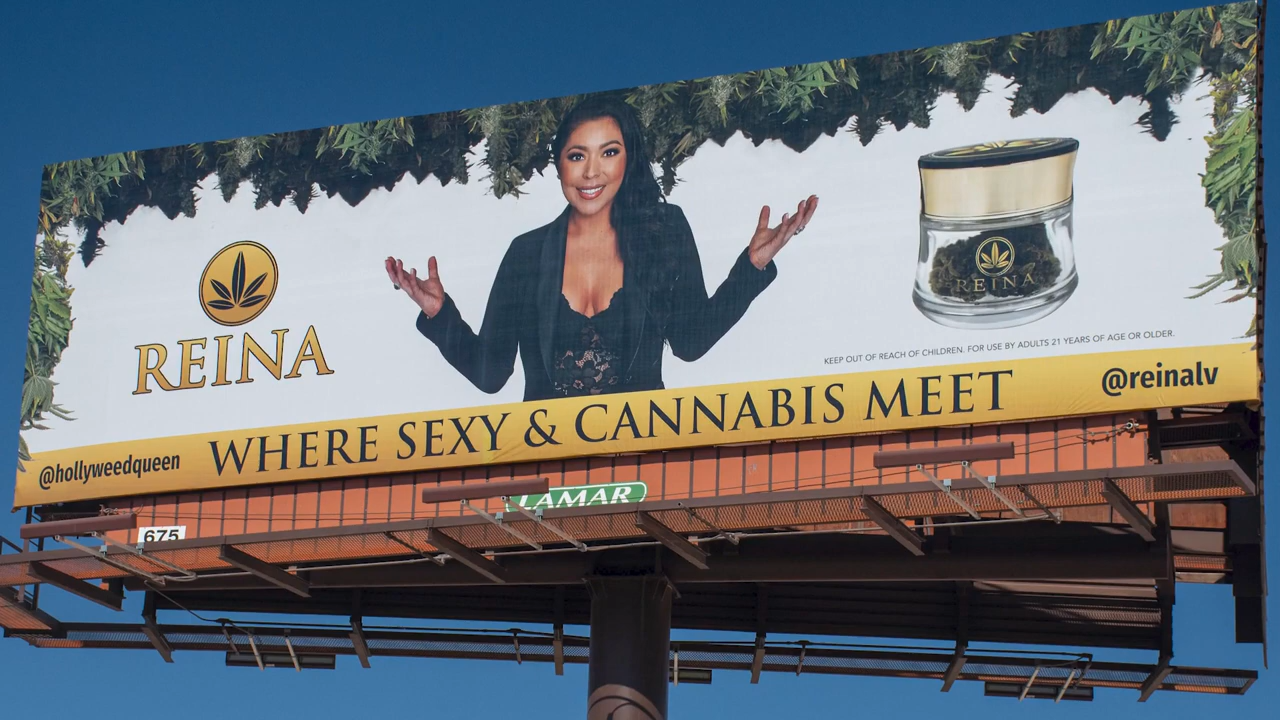 REINA
REINA
KEEP OUT OF REACH OF CHILDREN. FOR USE BY ADULTS 21 YEARS OF AGE OR OLDER.
@hollyweedqueen
WHERE SEXY & CANNABIS MEET
@reinalv
LAMAR
675